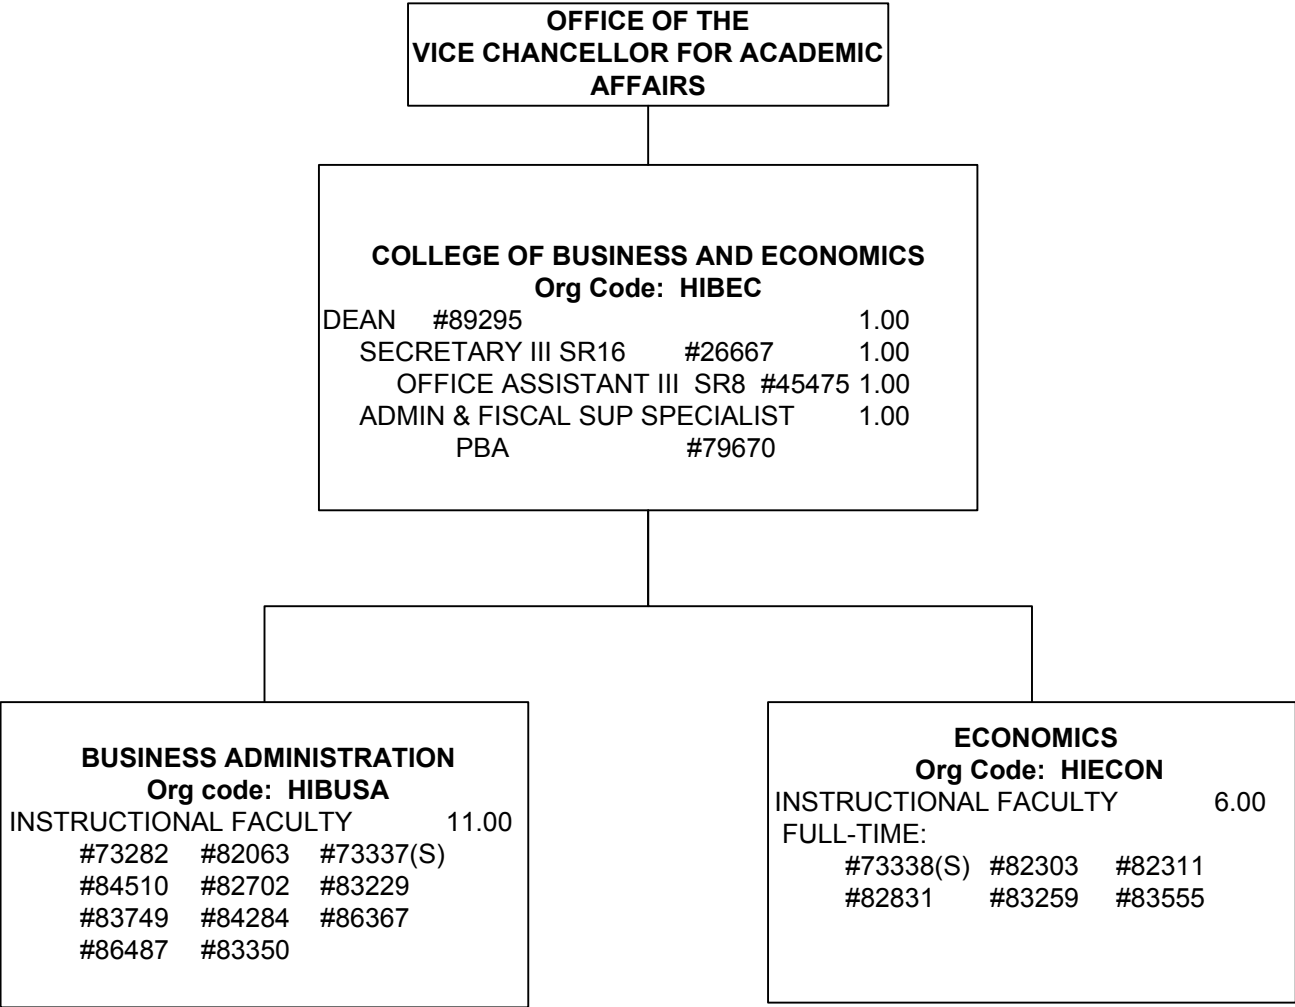 OFFICE OF THE
VICE CHANCELLOR FOR ACADEMIC
AFFAIRS
COLLEGE OF BUSINESS AND ECONOMICS
Org Code: HIBEC
DEAN #89295 1.00
SECRETARY III SR16 #26667 1.00
OFFICE ASSISTANT III SR8 #45475 1.00
ADMIN & FISCAL SUP SPECIALIST 1.00
PBA #79670
BUSINESS ADMINISTRATION
Org code: HIBUSA
INSTRUCTIONAL FACULTY 11.00
#73282 #82063 #73337(S)
#84510 #82702 #83229
#83749 #84284 #86367
#86487 #83350
ECONOMICS
Org Code: HIECON
INSTRUCTIONAL FACULTY 6.00
FULL-TIME:
#73338(S) #82303 #82311
#82831 #83259 #83555